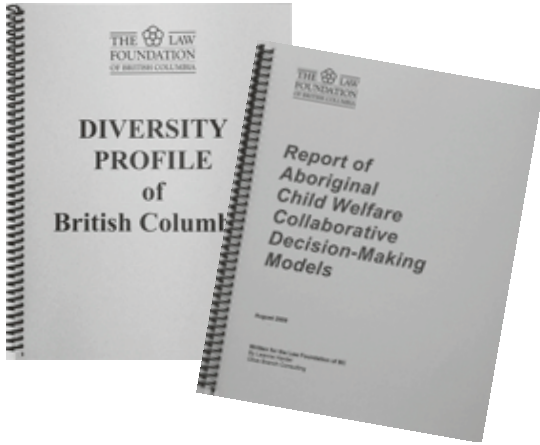 THE LAW
FOUNDATION
OF BRITISH COLUMBIA
DIVERSITY
PROFILE
of
British Columb
THE LAW
FOUNDATION
OF BRITISH COLUMBIA
Report of
Aboriginal
Child Welfare
Collaborative
Decision-Making
Models
August 2009
Written for the Law Foundation of BC